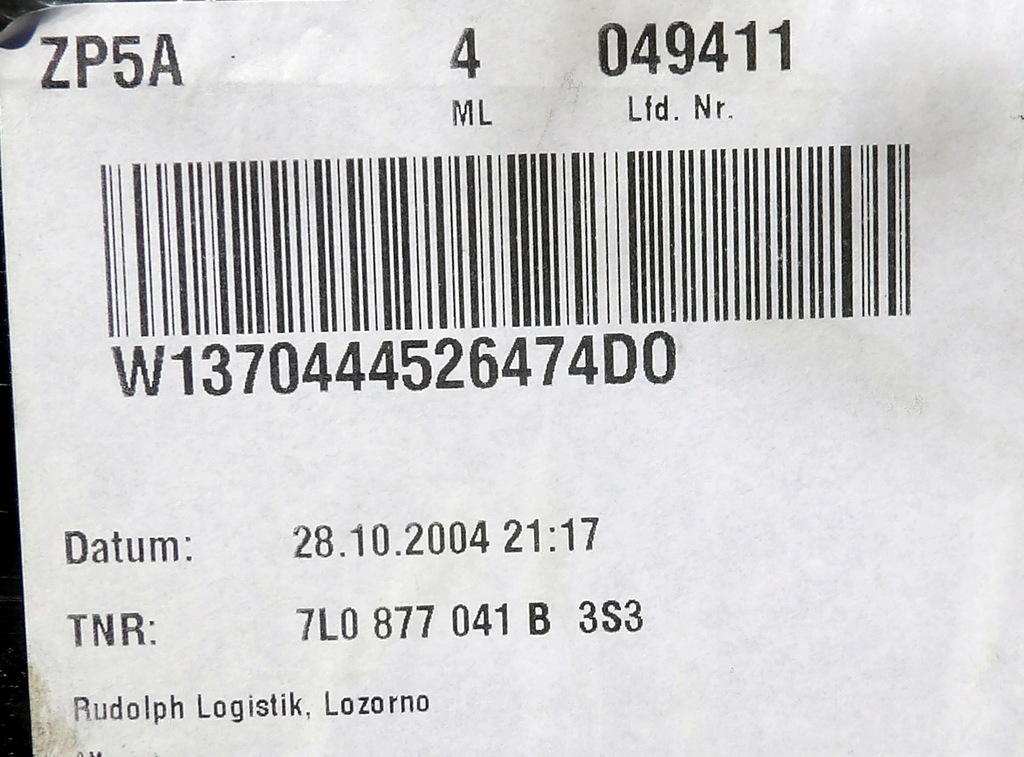 ZP5A 4 049411
ML Lfd. Nr.
W1370444526474D0
Datum: 28.10.2004 21:17
TNR: 7L0 877 041 B 3S3
Rudolph Logistik, Lozorno